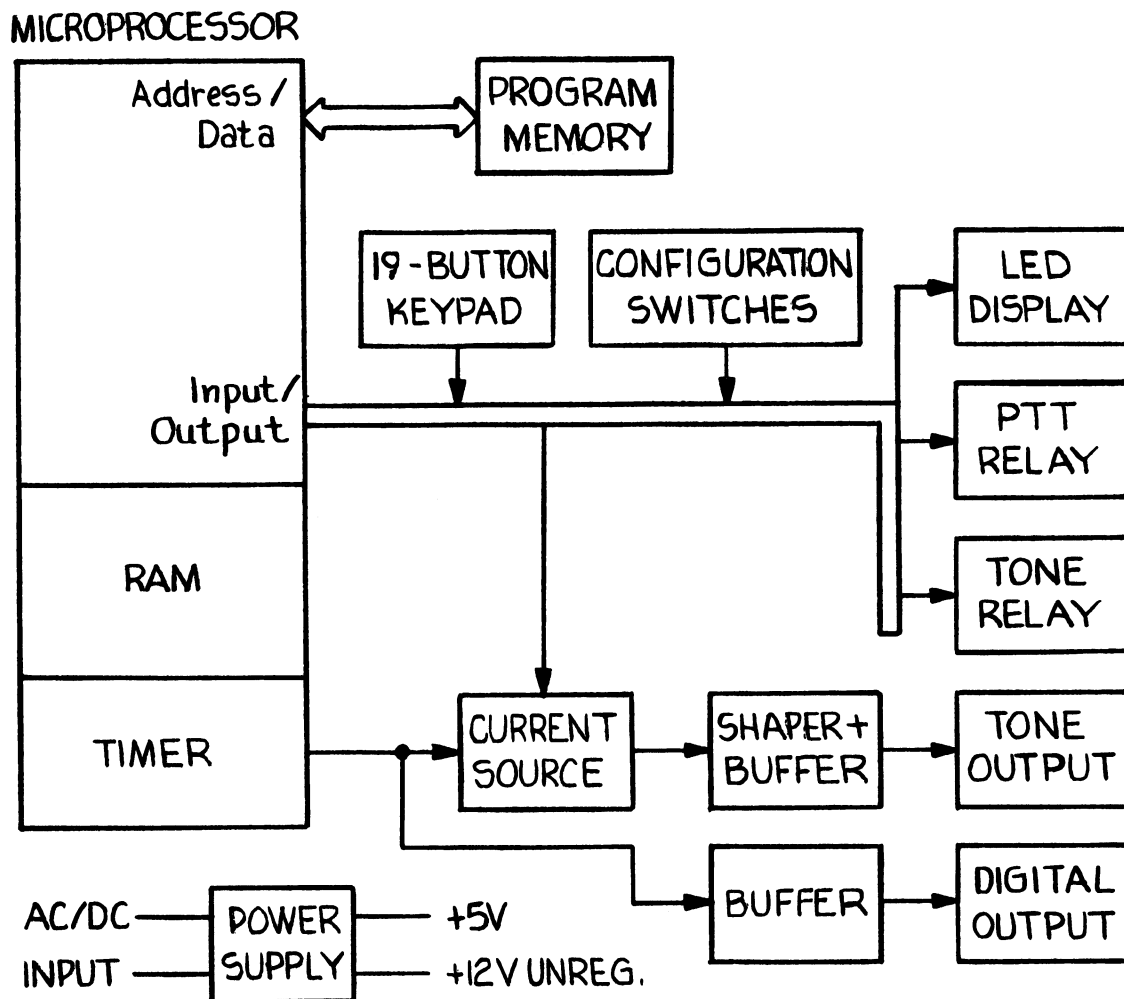 MICROPROCESSOR
Address/
Data
PROGRAM
MEMORY
19-BUTTON
KEYPAD
CONFIGURATION
SWITCHES
LED
DISPLAY
Input/
Output
PTT
RELAY
RAM
TONE
RELAY
TIMER
CURRENT
SOURCE
SHAPER+
BUFFER
TONE
OUTPUT
BUFFER
DIGITAL
OUTPUT
AC/DC
INPUT
POWER
SUPPLY
+5V
+12V UNREG.